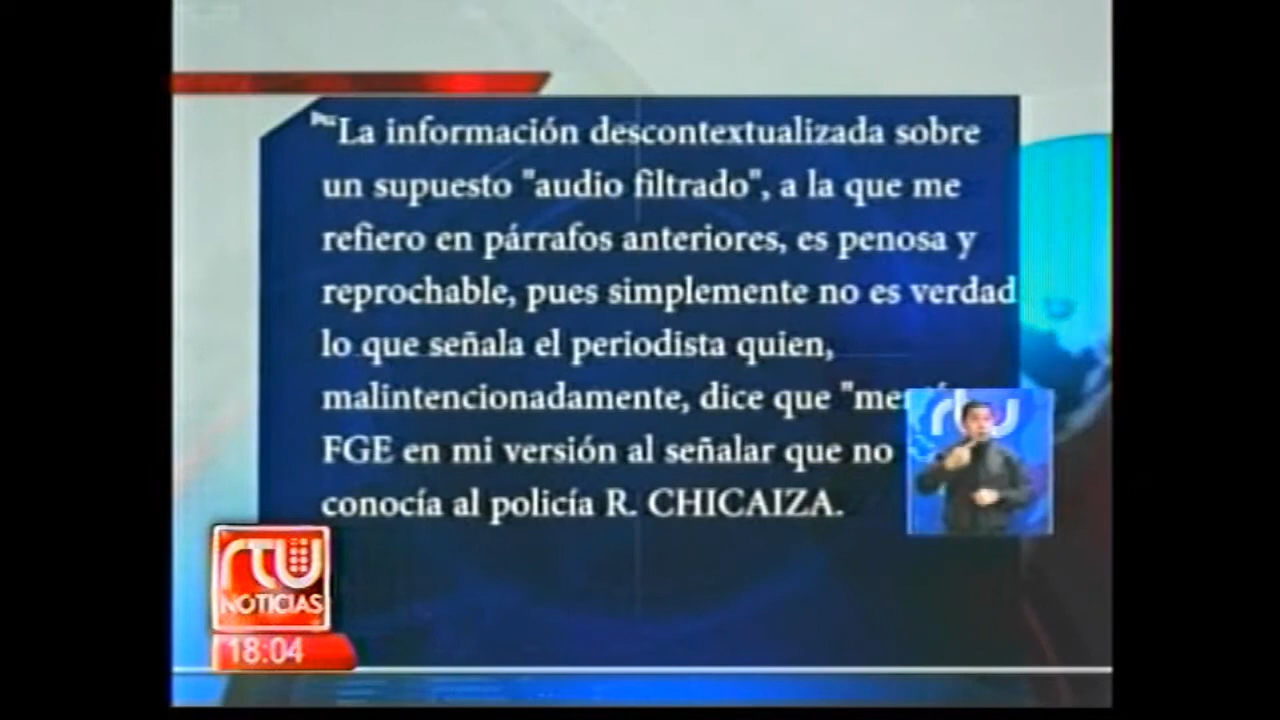 "La información descontextualizada sobre
un supuesto "audio filtrado", a la que me
refiero en párrafos anteriores, es penosa y
reprochable, pues simplemente no es verdad
lo que señala el periodista quien,
malintencionadamente, dice que
FGE en mi versión al señalar que no
conocía al policía R. CHICAIZA.
rtu
rtu
NOTICIAS
18:04